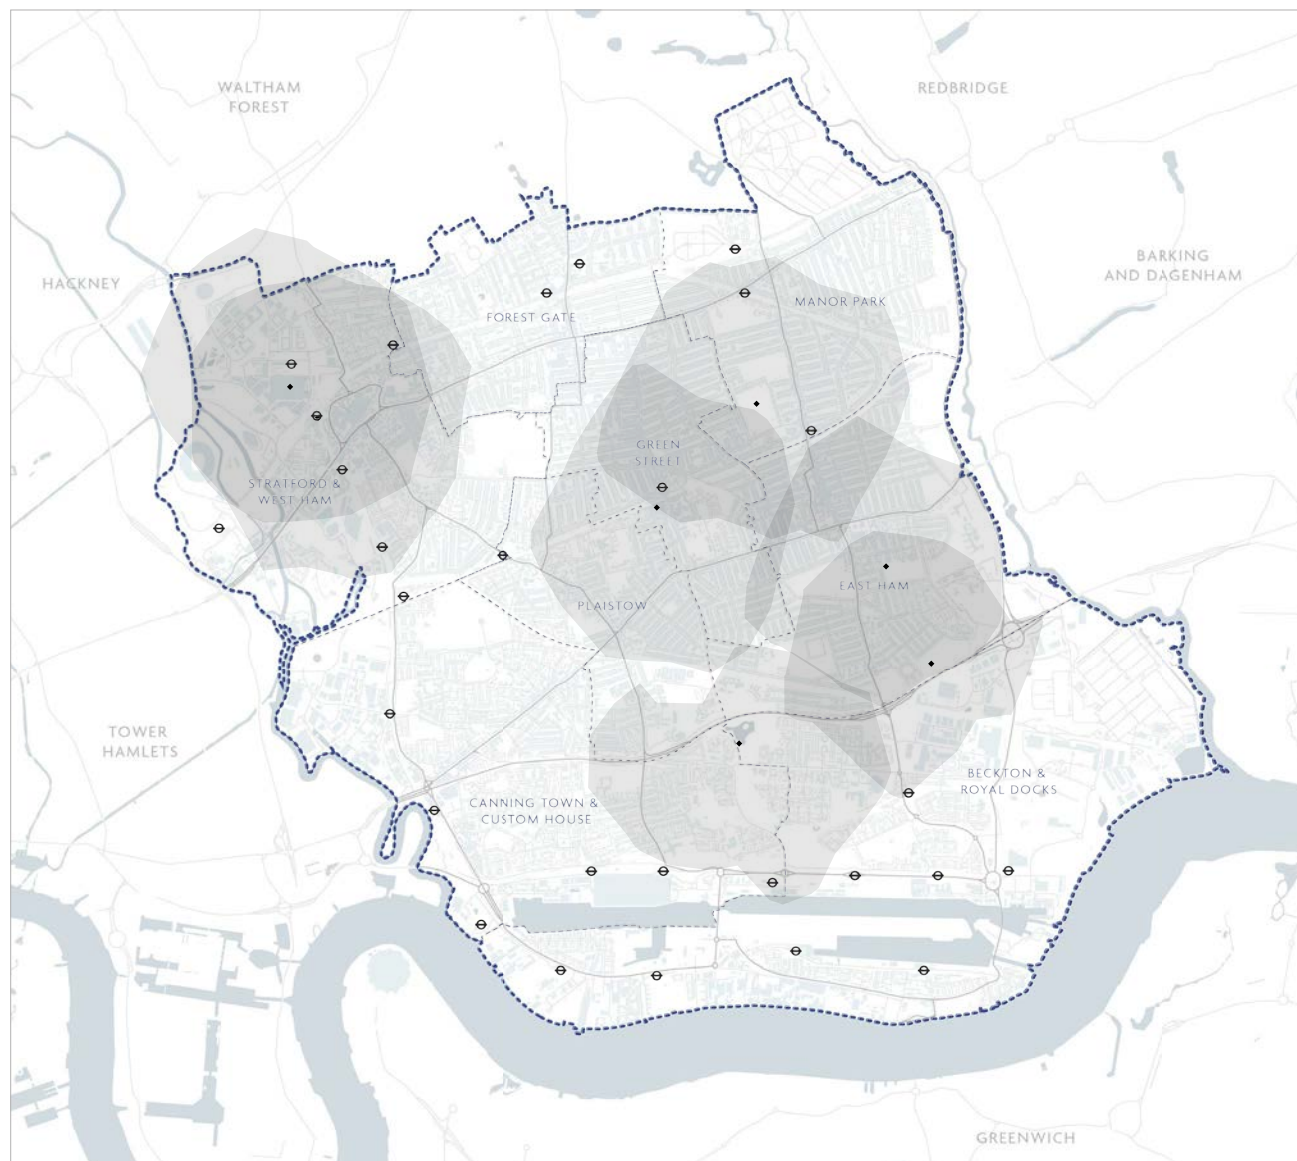 WALTHAM
FOREST
REDBRIDGE
HACKNEY
BARKING
AND DAGENHAM
MANOR PARK
FOREST GATE
GREEN
STREET
STRATFORD &
WEST HAM
EAST HAM
PLAISTOW
TOWER
HAMLETS
BECKTON &
ROYAL DOCKS
CANNING TOWN &
CUSTOM HOUSE
GREENWICH